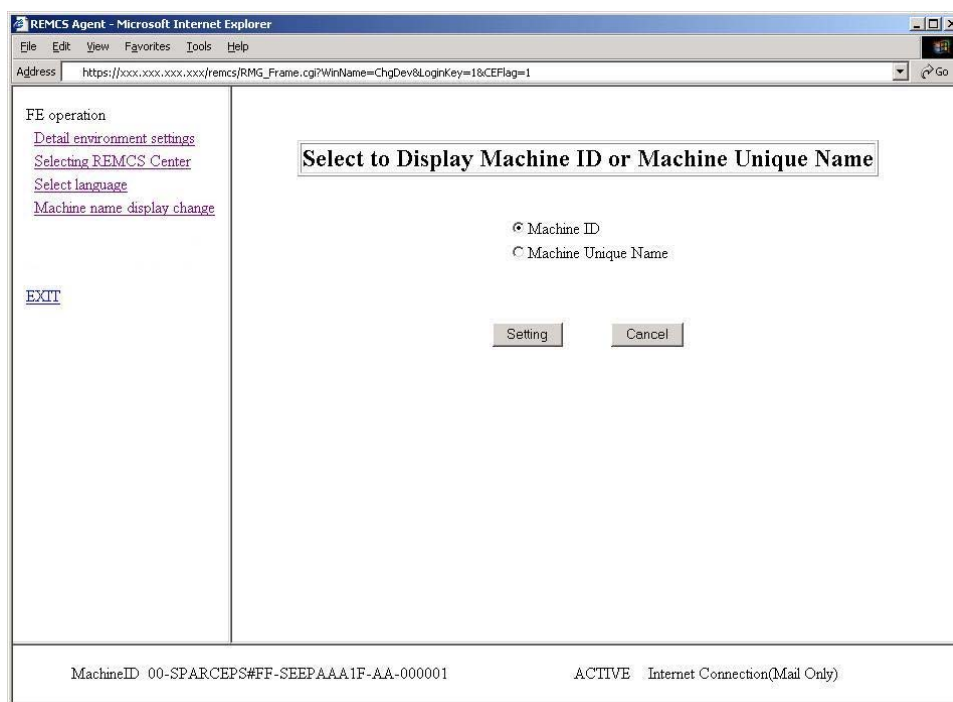 REMCS Agent - Microsoft Internet Explorer
File Edit View Favorites Tools Help
Address https://xxx.xxx.xxx.xxx/remcs/RMG_Frame.cgi?WinName=ChgDev&LoginKey=1&CEFlag=1 Go
FE operation
Detail environment settings
Selecting REMCS Center
Select language
Machine name display change
EXIT
Select to Display Machine ID or Machine Unique Name
Machine ID
Machine Unique Name
Setting Cancel
MachineID 00-SPARCEPS#FF-SEEPAAA1F-AA-000001 ACTIVE Internet Connection(Mail Only)